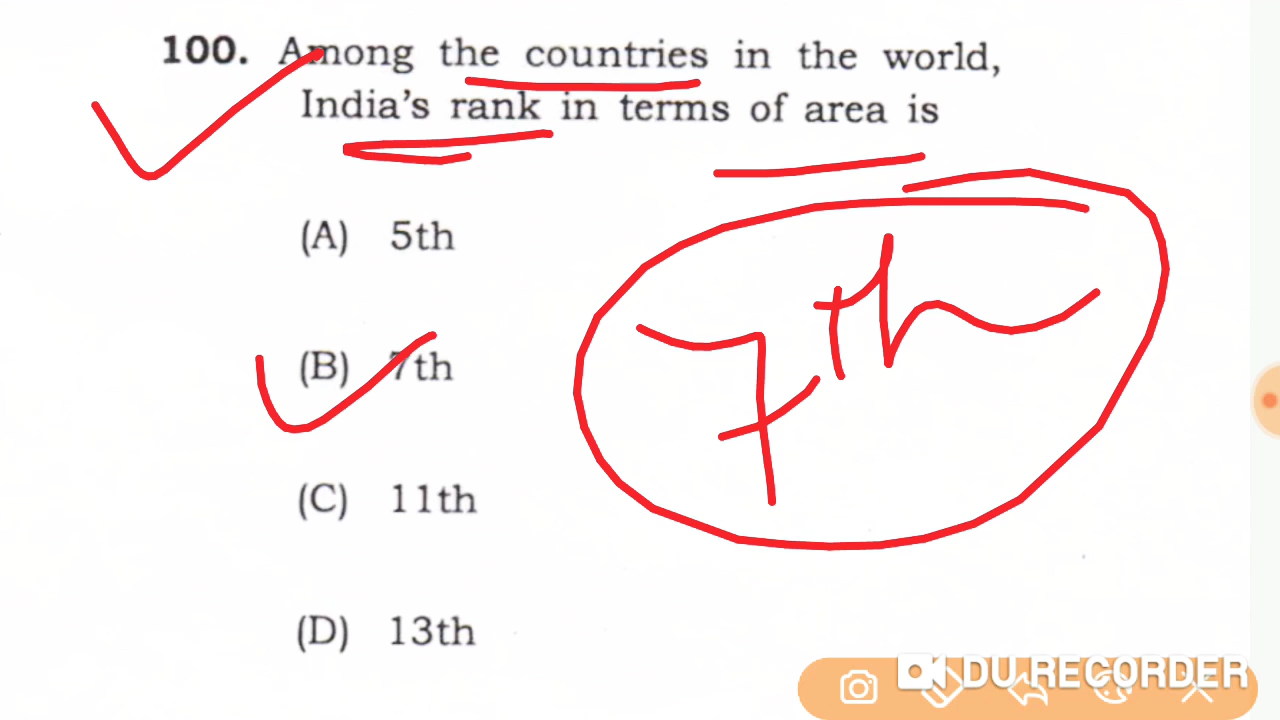 100. Among the countries in the world,
India's rank in terms of area is
(A) 5th
7th
(B) 7th
(C) 11th
(D) 13th
DU RECORDER